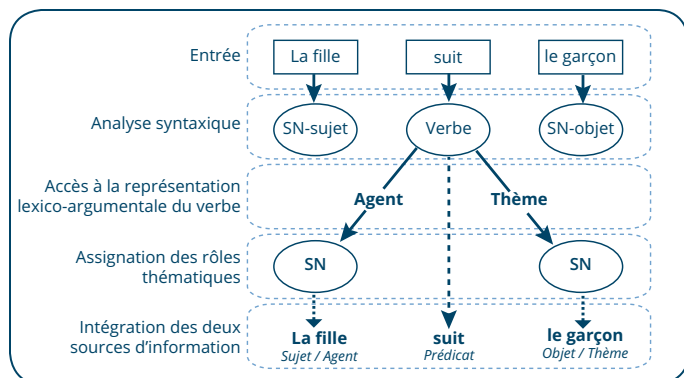 Entrée
La fille
suit
le garçon
Analyse syntaxique
SN-sujet
Verbe
SN-objet
Accès à la représentation
lexico-argumentale du verbe
Agent
Thème
Assignation des rôles
thématiques
SN
SN
Intégration des deux
sources d’information
La fille
Sujet / Agent
suit
Prédicat
le garçon
Objet / Thème